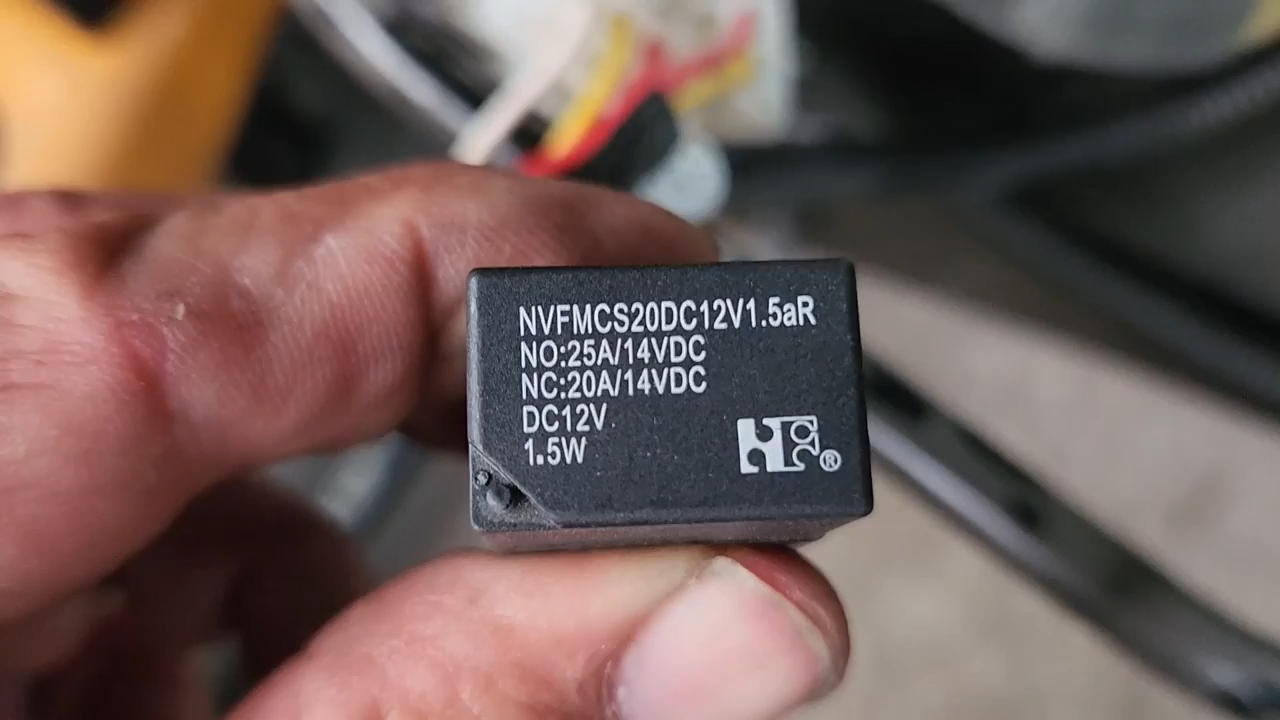 NVFMCS20DC12V1.5aR
NO:25A/14VDC
NC:20A/14VDC
DC12V
1.5W
®